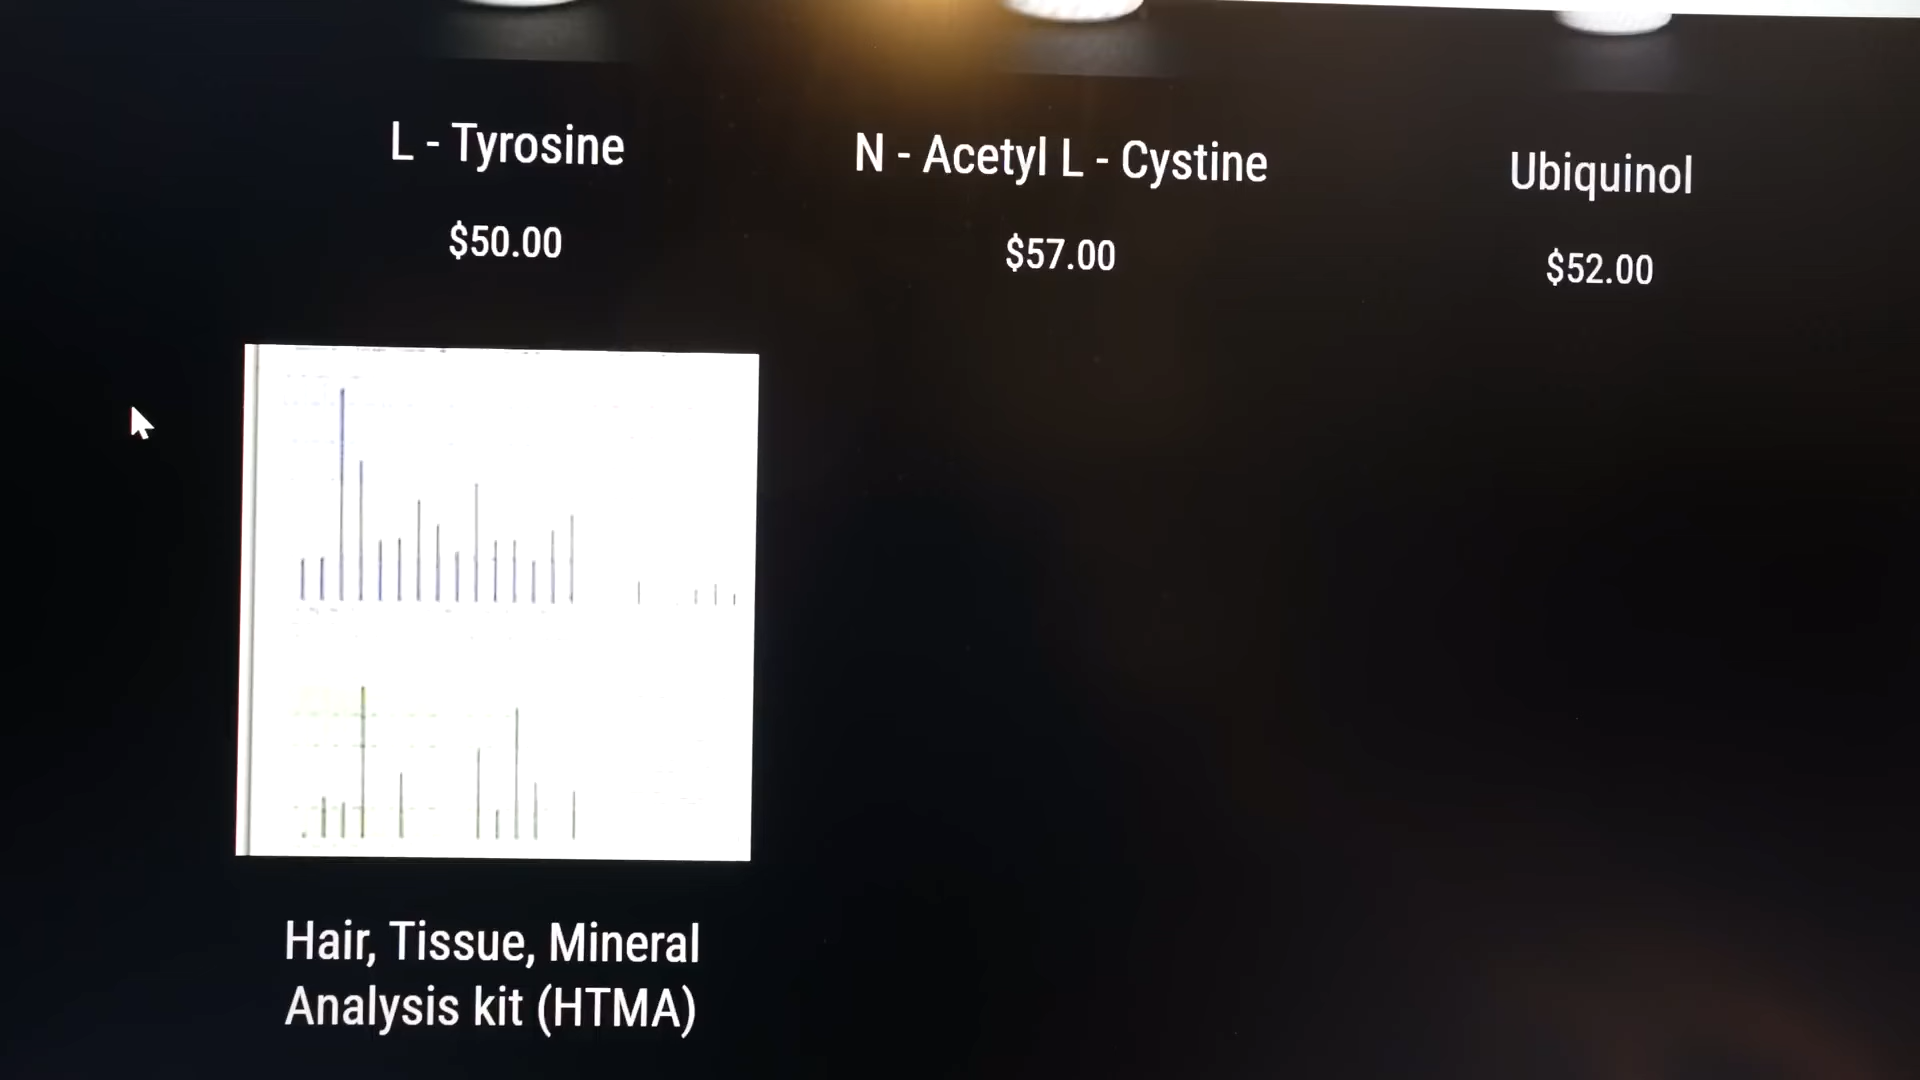 L - Tyrosine
N - Acetyl L - Cystine
Ubiquinol
$50.00
$57.00
$52.00
Hair, Tissue, Mineral
Analysis kit (HTMA)